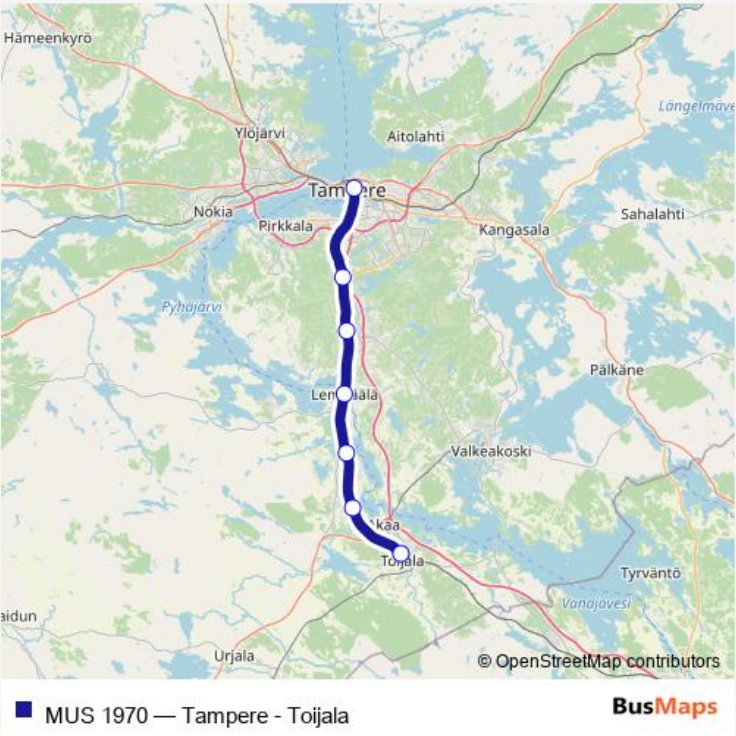 Hämeenkyrö
Längelmäve
Ylöjärvi
Aitolahti
Tampere
Nokia
Sahalahti
Pirkkala
Kangasala
Pyhäjärvi
Pälkäne
Lempäälä
Valkeakoski
Akaa
Toijala
Tyrväntö
Vanajavesi
aidun
Urjala
© OpenStreetMap contributors
MUS 1970 — Tampere - Toijala
BusMaps